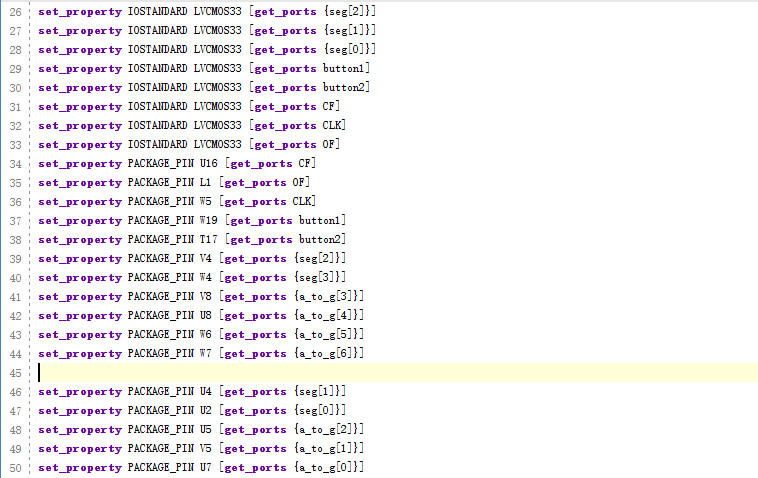 26 set_property IOSTANDARD LVCMOS33 [get_ports {seg[2]}]
27 set_property IOSTANDARD LVCMOS33 [get_ports {seg[1]}]
28 set_property IOSTANDARD LVCMOS33 [get_ports {seg[0]}]
29 set_property IOSTANDARD LVCMOS33 [get_ports button1]
30 set_property IOSTANDARD LVCMOS33 [get_ports button2]
31 set_property IOSTANDARD LVCMOS33 [get_ports CF]
32 set_property IOSTANDARD LVCMOS33 [get_ports CLK]
33 set_property IOSTANDARD LVCMOS33 [get_ports OF]
34 set_property PACKAGE_PIN U16 [get_ports CF]
35 set_property PACKAGE_PIN L1 [get_ports OF]
36 set_property PACKAGE_PIN W5 [get_ports CLK]
37 set_property PACKAGE_PIN W19 [get_ports button1]
38 set_property PACKAGE_PIN T17 [get_ports button2]
39 set_property PACKAGE_PIN V4 [get_ports {seg[2]}]
40 set_property PACKAGE_PIN W4 [get_ports {seg[3]}]
41 set_property PACKAGE_PIN V8 [get_ports {a_to_g[3]}]
42 set_property PACKAGE_PIN U8 [get_ports {a_to_g[4]}]
43 set_property PACKAGE_PIN W6 [get_ports {a_to_g[5]}]
44 set_property PACKAGE_PIN W7 [get_ports {a_to_g[6]}]
45
46 set_property PACKAGE_PIN U4 [get_ports {seg[1]}]
47 set_property PACKAGE_PIN U2 [get_ports {seg[0]}]
48 set_property PACKAGE_PIN U5 [get_ports {a_to_g[2]}]
49 set_property PACKAGE_PIN V5 [get_ports {a_to_g[1]}]
50 set_property PACKAGE_PIN U7 [get_ports {a_to_g[0]}]